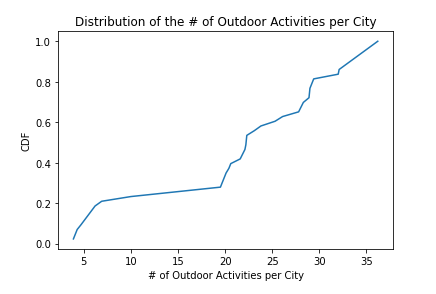 Distribution of the # of Outdoor Activities per City
1.0
0.8
0.6
0.4
0.2
0.0
CDF
5 10 15 20 25 30 35
# of Outdoor Activities per City